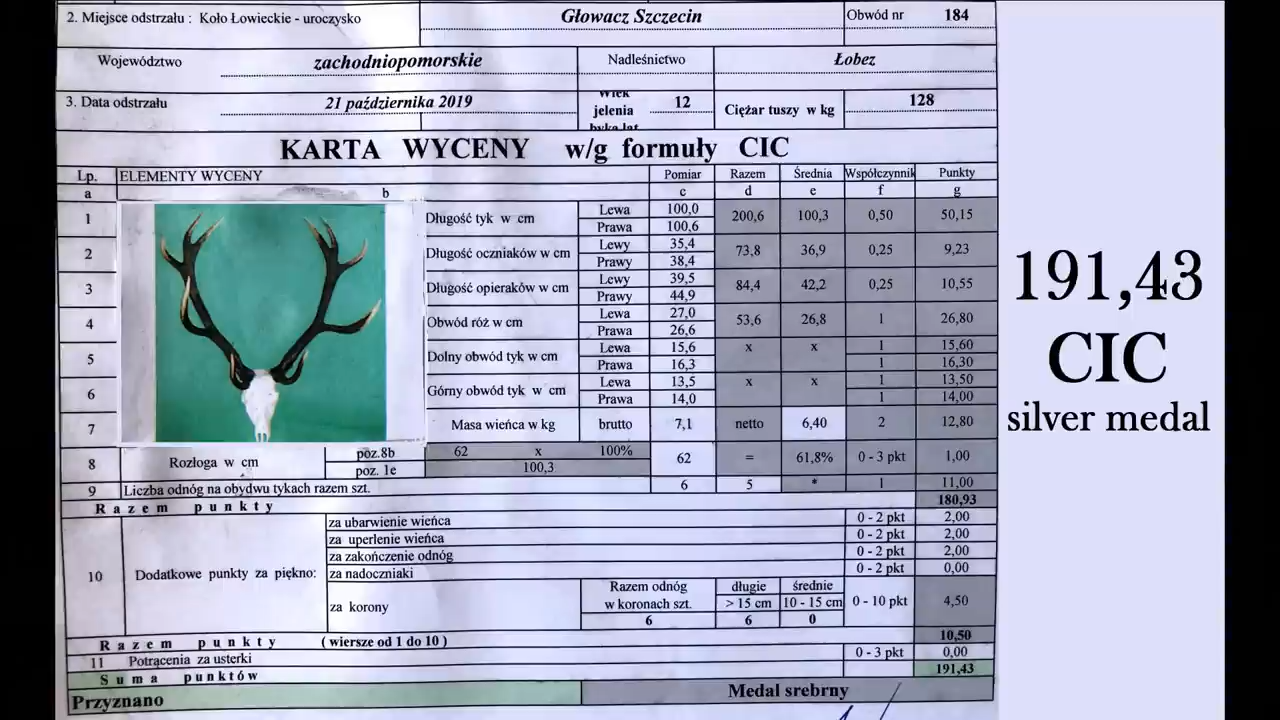 2. Miejsce odstrzału : Koło Łowieckie - uroczysko Głowacz Szczecin Obwód nr 184
Województwo zachodniopomorskie Nadleśnictwo Łobez
3. Data odstrzału 21 października 2019 Wiek jelenia byka lat 12 Ciężar tuszy w kg 128
KARTA WYCENY w/g formuły CIC
Lp. ELEMENTY WYCENY Pomiar Razem Średnia Współczynnik Punkty
a b c d e f g
1 Długość tyk w cm Lewa 100,0 200,6 100,3 0,50 50,15
Prawa 100,6
2 Długość oczniaków w cm Lewy 35,4 73,8 36,9 0,25 9,23
Prawy 38,4
3 Długość opieraków w cm Lewy 39,5 84,4 42,2 0,25 10,55
Prawy 44,9
4 Obwód róż w cm Lewa 27,0 53,6 26,8 1 26,80
Prawa 26,6
5 Dolny obwód tyk w cm Lewa 15,6 x x 1 15,60
Prawa 16,3 1 16,30
6 Górny obwód tyk w cm Lewa 13,5 x x 1 13,50
Prawa 14,0 1 14,00
7 Masa wieńca w kg brutto 7,1 netto 6,40 2 12,80
8 Rozłoga w cm poz.8b 62 x 100% 62 = 61,8% 0 - 3 pkt 1,00
poz. 1e 100,3
9 Liczba odnóg na obydwu tykach razem szt. 6 5 * 1 11,00
Razem punkty 180,93
10 Dodatkowe punkty za piękno: za ubarwienie wieńca 0 - 2 pkt 2,00
za uperlenie wieńca 0 - 2 pkt 2,00
za zakończenie odnóg 0 - 2 pkt 2,00
za nadoczniaki 0 - 2 pkt 0,00
za korony Razem odnóg w koronach szt. długie > 15 cm średnie 10 - 15 cm 0 - 10 pkt 4,50
6 6 0
Razem punkty ( wiersze od 1 do 10 ) 10,50
11 Potrącenia za usterki 0 - 3 pkt 0,00
Suma punktów 191,43
Przyznano Medal srebrny
191,43
CIC
silver medal